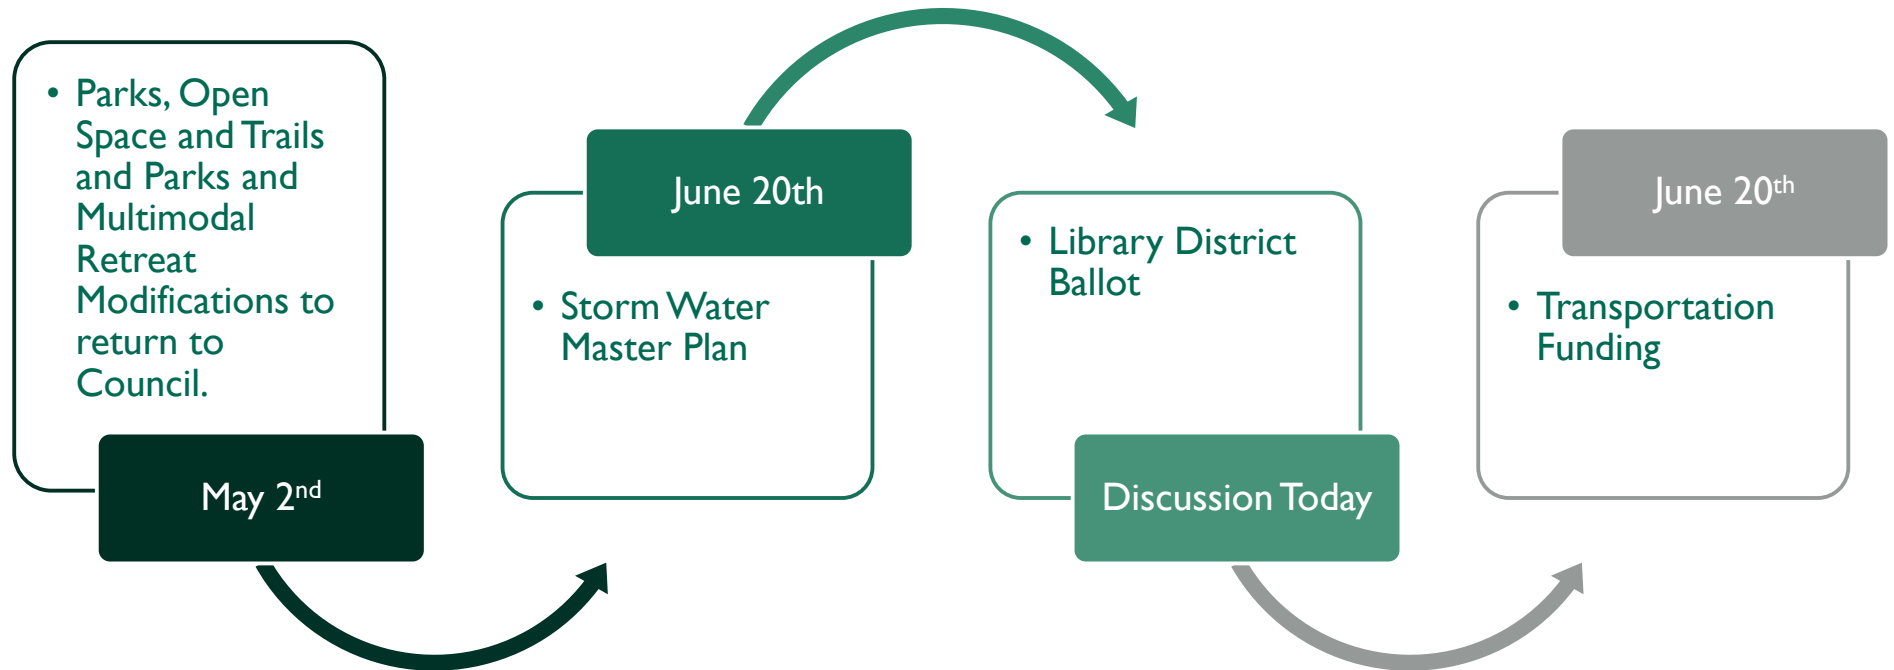 • Parks, Open
Space and Trails
and Parks and
Multimodal
Retreat
Modifications to
return to
Council.
May 2nd
June 20th
• Storm Water
Master Plan
• Library District
Ballot
Discussion Today
June 20th
• Transportation
Funding